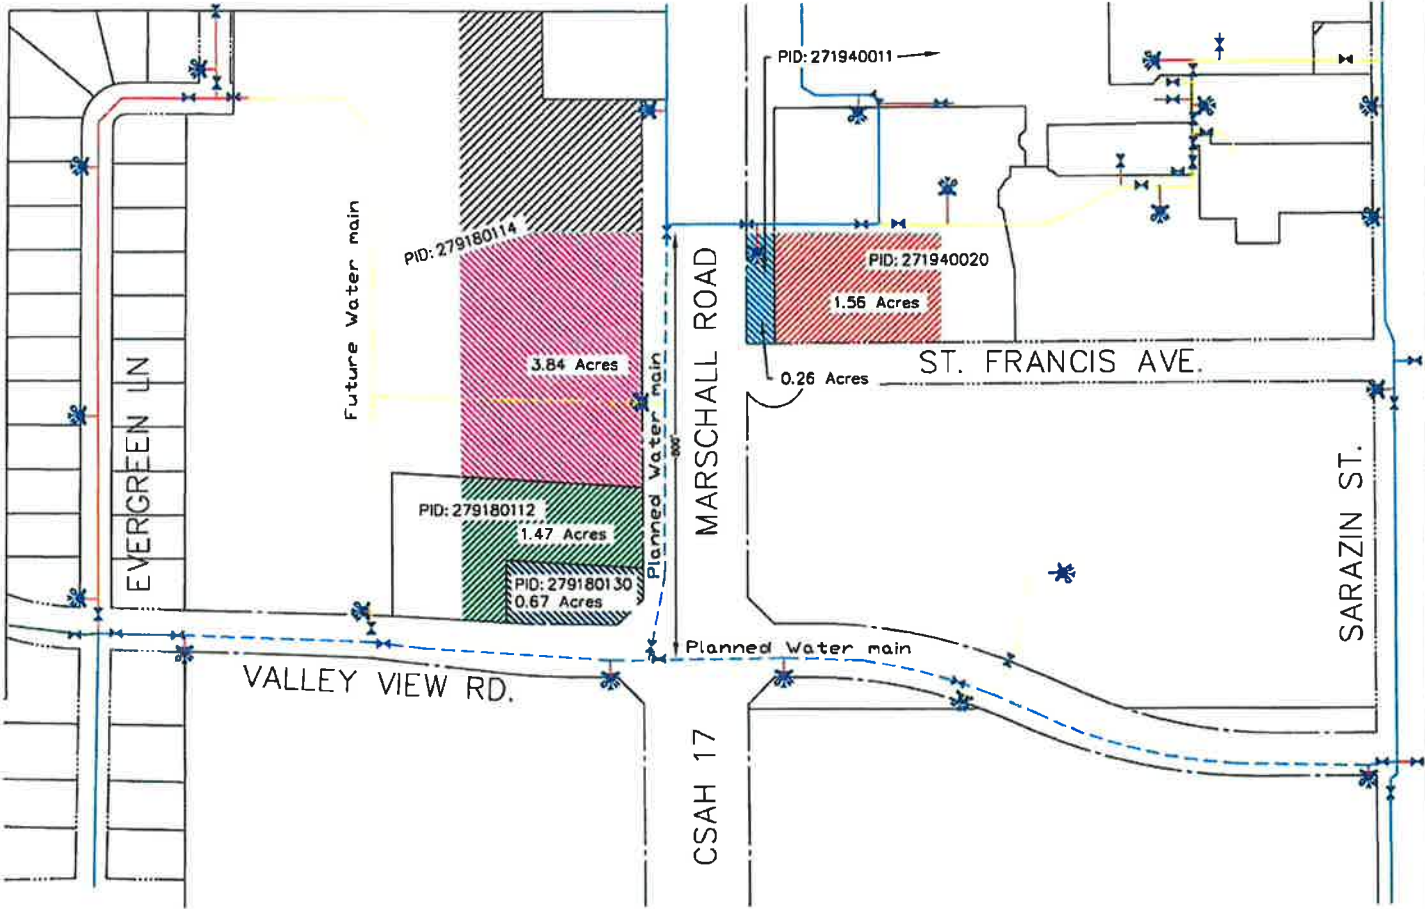 PID: 271940011
PID: 279180114
PID: 271940020
1.56 Acres
Future Water main
3.84 Acres
Planned Water main
800'
MARSCHALL ROAD
ST. FRANCIS AVE.
0.26 Acres
EVERGREEN LN
PID: 279180112
1.47 Acres
PID: 279180130
0.67 Acres
SARAZIN ST.
Planned Water main
VALLEY VIEW RD.
CSAH 17